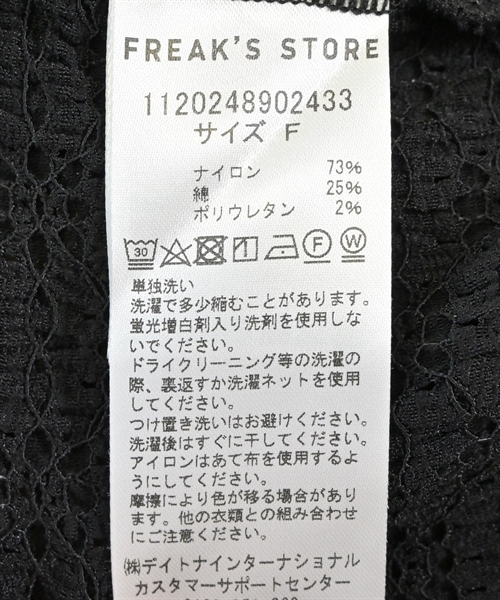 FREAK'S STORE
1120248902433
サイズ F
ナイロン 73%
綿 25%
ポリウレタン 2%
30 F W
単独洗い
洗濯で多少縮むことがあります。
蛍光増白剤入り洗剤を使用しな
いでください。
ドライクリーニング等の洗濯の
際、裏返すか洗濯ネットを使用
してください。
つけ置き洗いはお避けください。
洗濯後はすぐに干してください。
アイロンはあて布を使用するよ
うにしてください。
摩擦により色が移る場合があり
ます。他の衣類との組み合わせ
にご注意ください。
㈱デイトナインターナショナル
カスタマーサポートセンター